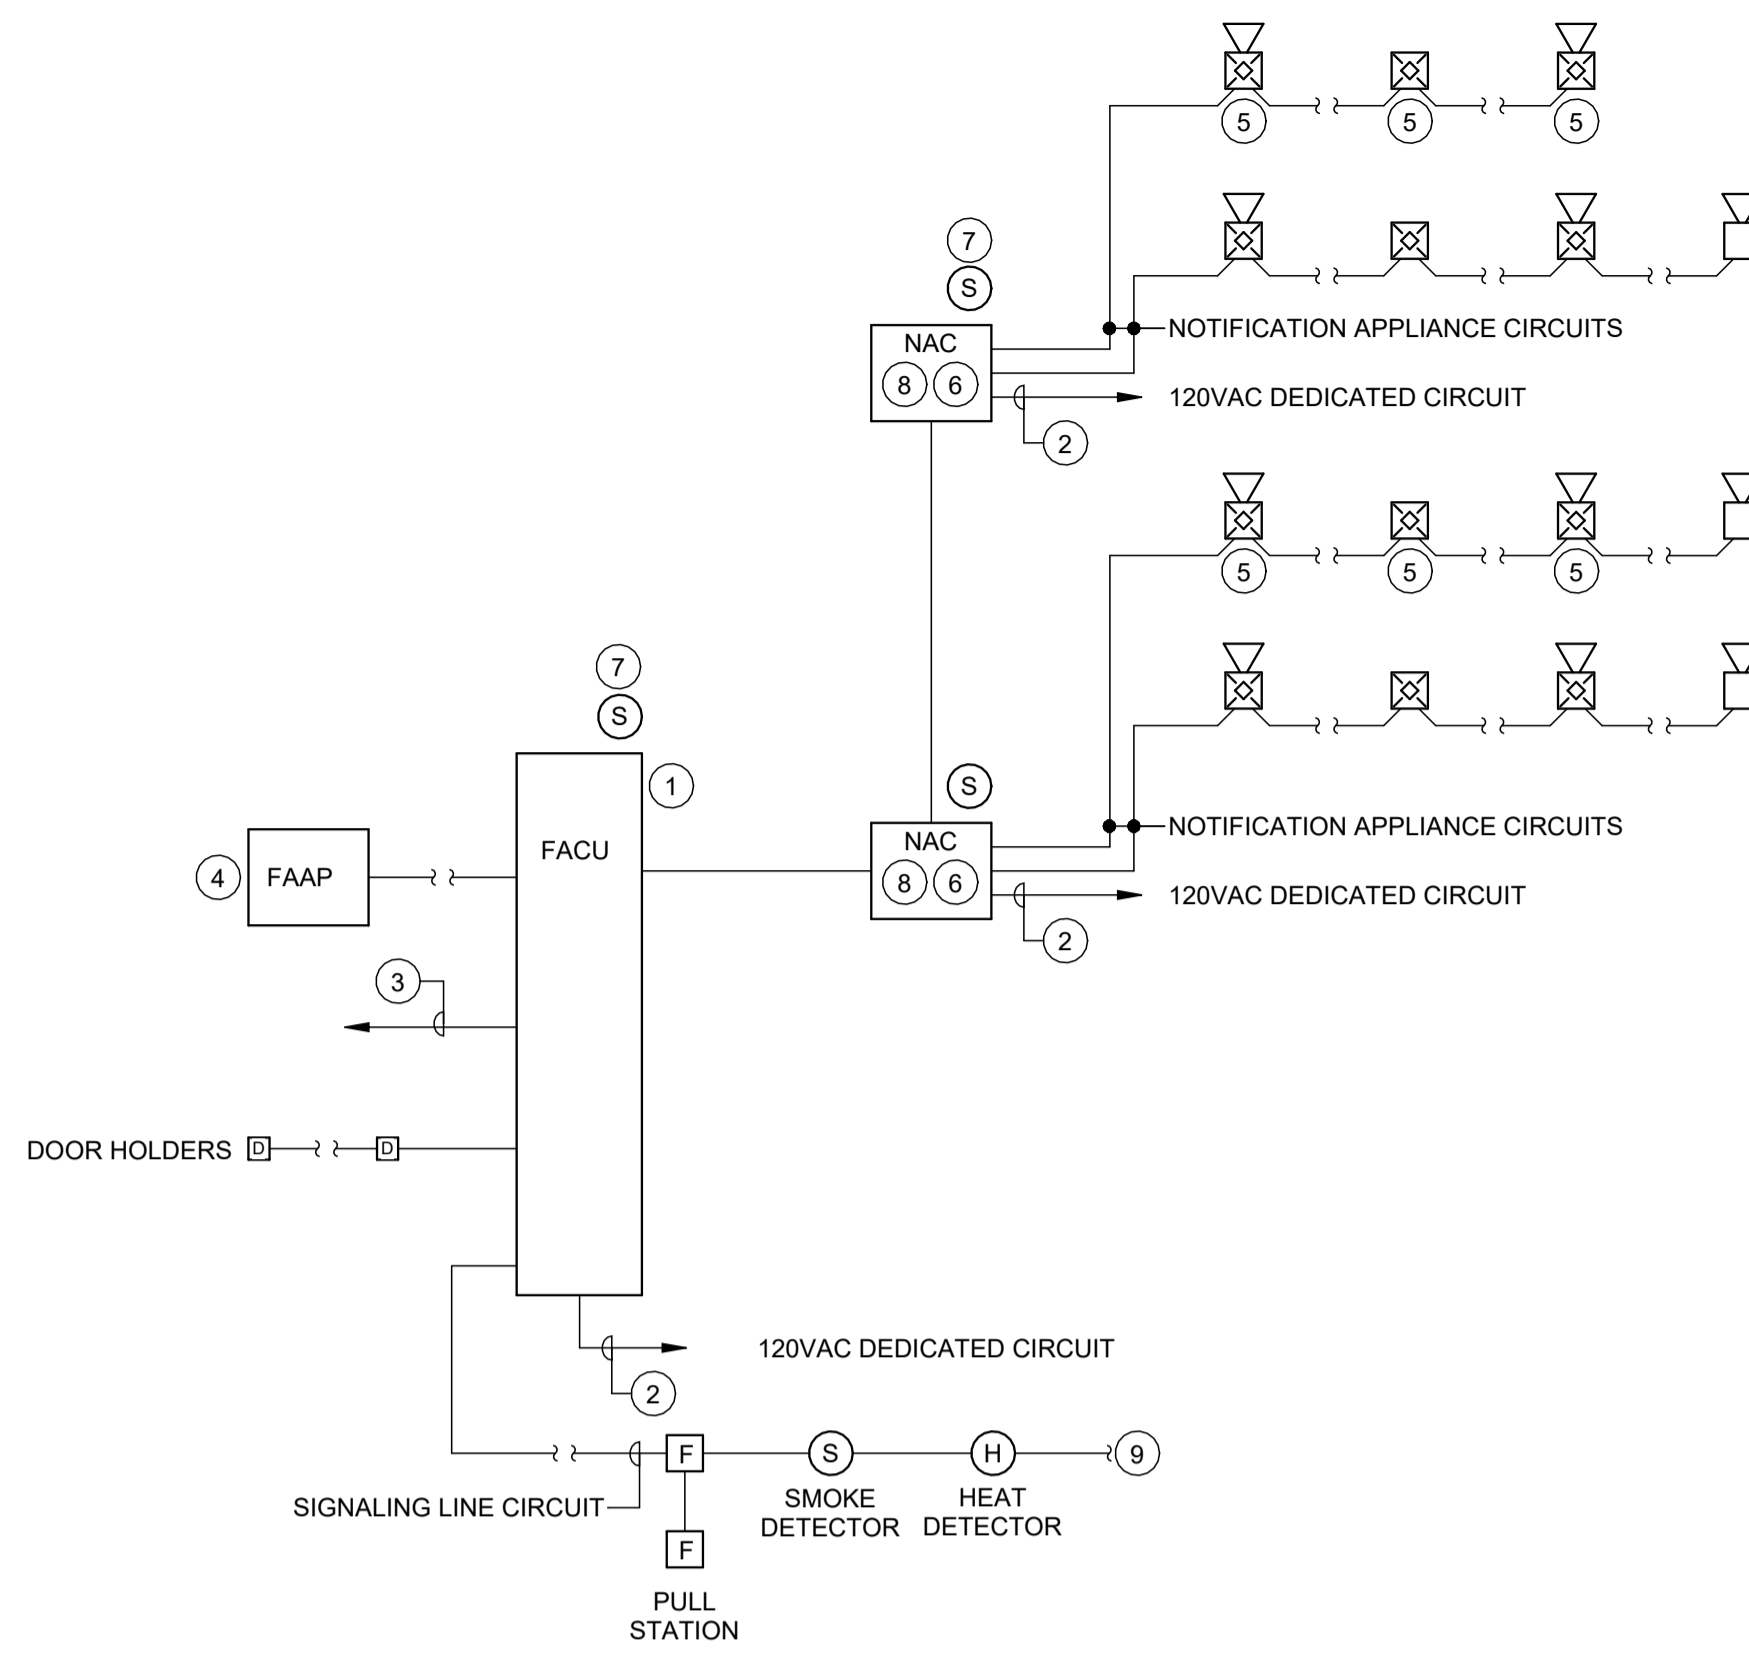 5 5 5
7
S
NAC
NOTIFICATION APPLIANCE CIRCUITS
8 6
120VAC DEDICATED CIRCUIT
2
5 5 5
7
S
1
S
NAC
NOTIFICATION APPLIANCE CIRCUITS
FACU
4 FAAP
8 6
120VAC DEDICATED CIRCUIT
2
3
DOOR HOLDERS D D
120VAC DEDICATED CIRCUIT
2
F S H 9
SIGNALING LINE CIRCUIT
SMOKE
DETECTOR
HEAT
DETECTOR
F
PULL
STATION